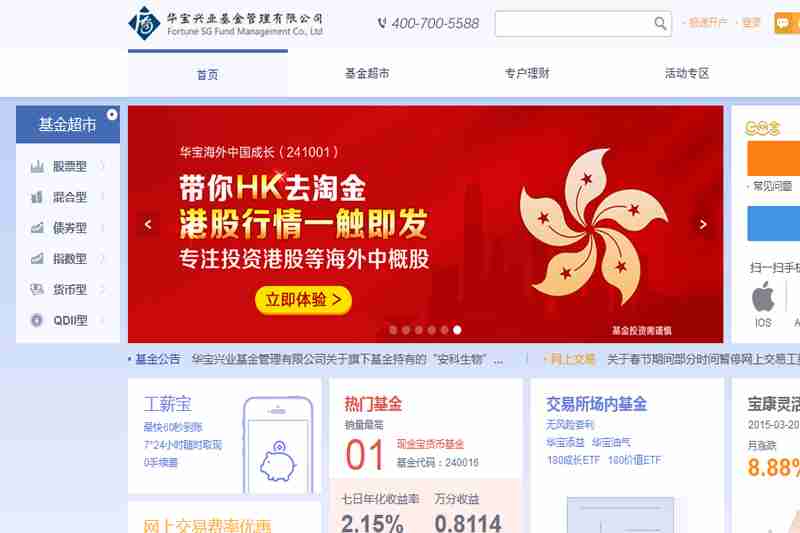 华宝兴业基金管理有限公司
Fortune SG Fund Management Co., Ltd
400-700-5588
极速开户
登录
首页
基金超市
专户理财
活动专区
基金超市
股票型
混合型
债券型
指数型
货币型
QDII型
华宝海外中国成长（241001）
带你HK去淘金
港股行情一触即发
专注投资港股等海外中概股
立即体验 >
基金投资需谨慎
常见问题
扫一扫手机
IOS
A
基金公告
华宝兴业基金管理有限公司关于旗下基金持有的“安科生物”...
网上交易
关于春节期间部分时间暂停网上交易工
工薪宝
最快60秒到账
7*24小时随时取现
0手续费
热门基金
销量最高
01
现金宝货币基金
基金代码：240016
七日年化收益率
万分收益
2.15%
0.8114
交易所场内基金
无风险套利
华宝添益 华宝油气
180成长ETF 180价值ETF
宝康灵活
2015-03-20
月涨跌
8.88%
网上交易费率优惠